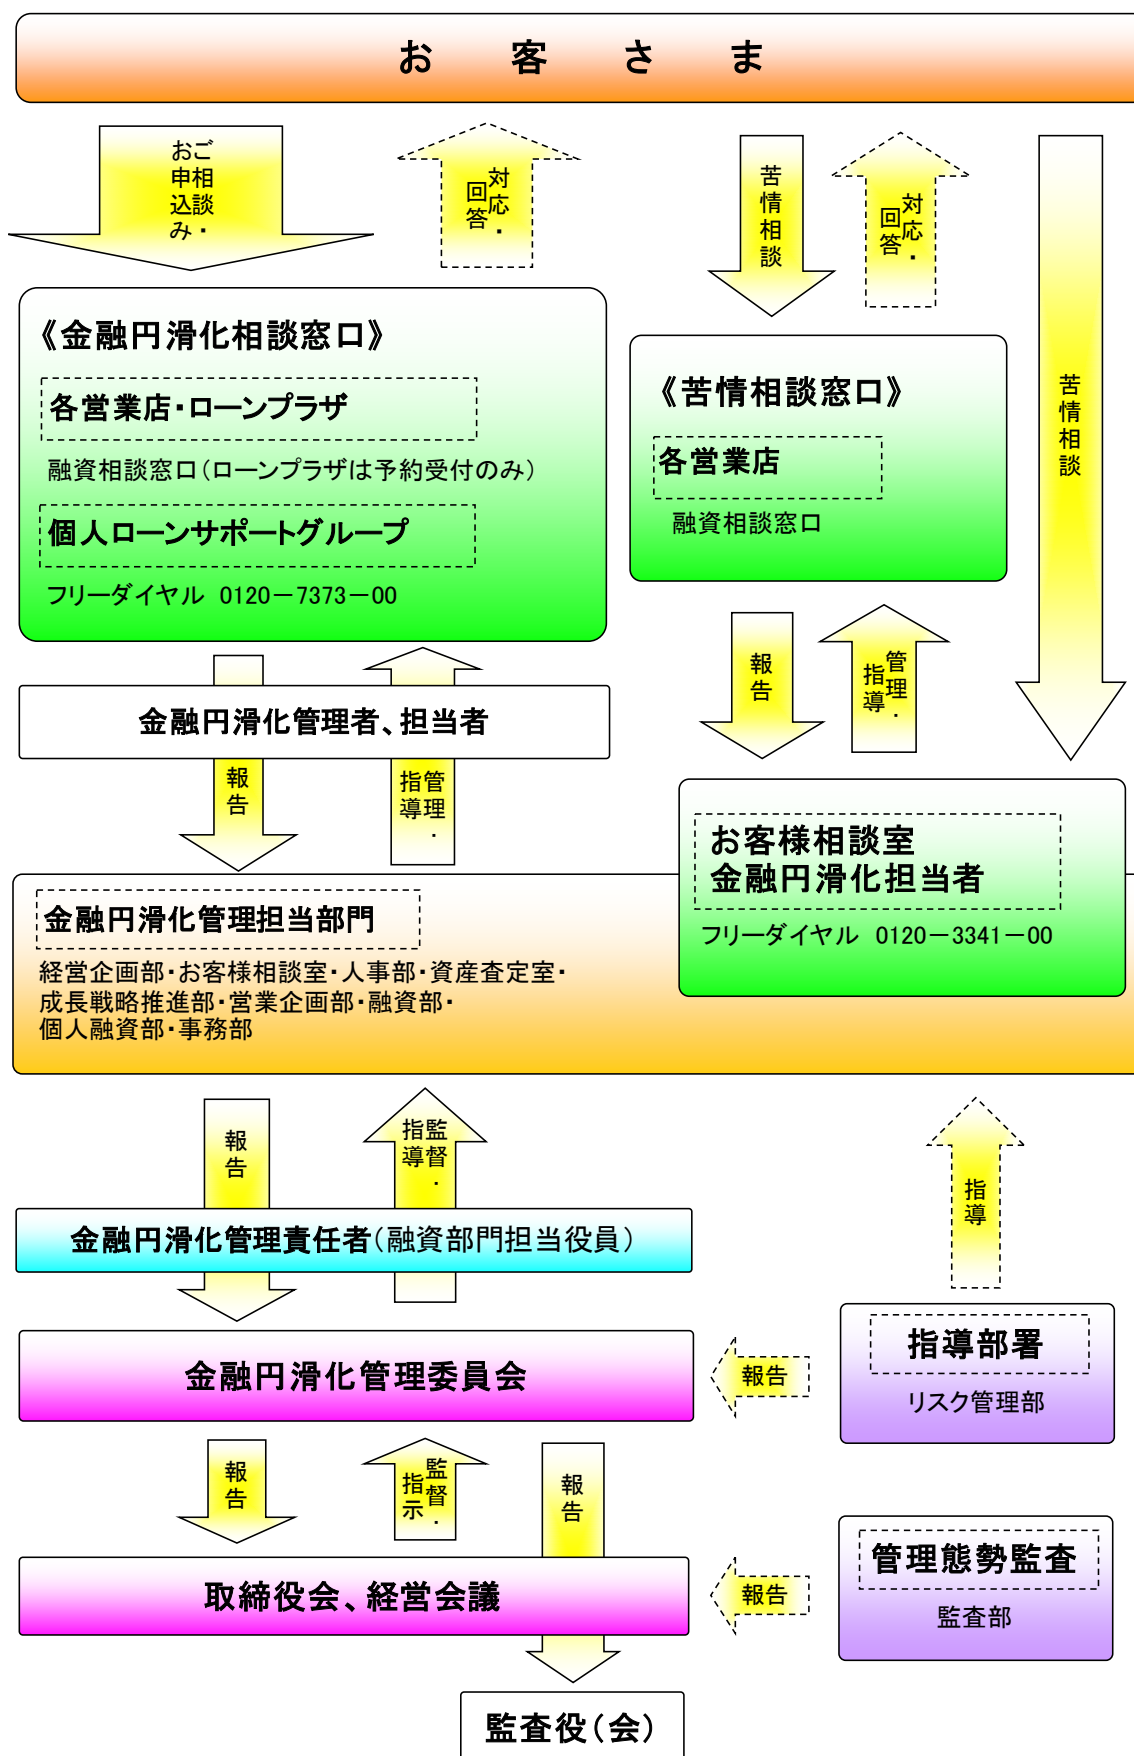 お客さま
ご相談・
お申込み
対応・
回答
苦情相談
対応・
回答
苦情相談
《金融円滑化相談窓口》
各営業店・ローンプラザ
融資相談窓口（ローンプラザは予約受付のみ）
個人ローンサポートグループ
フリーダイヤル 0120－7373－00
《苦情相談窓口》
各営業店
融資相談窓口
報告
管理・
指導
金融円滑化管理者、担当者
報告
管理・
指導
お客様相談室
金融円滑化担当者
フリーダイヤル 0120－3341－00
金融円滑化管理担当部門
経営企画部・お客様相談室・人事部・資産査定室・
成長戦略推進部・営業企画部・融資部・
個人融資部・事務部
報告
監督・
指導
指導
金融円滑化管理責任者（融資部門担当役員）
金融円滑化管理委員会
報告
指導部署
リスク管理部
報告
監督・
指示
報告
取締役会、経営会議
報告
管理態勢監査
監査部
監査役（会）